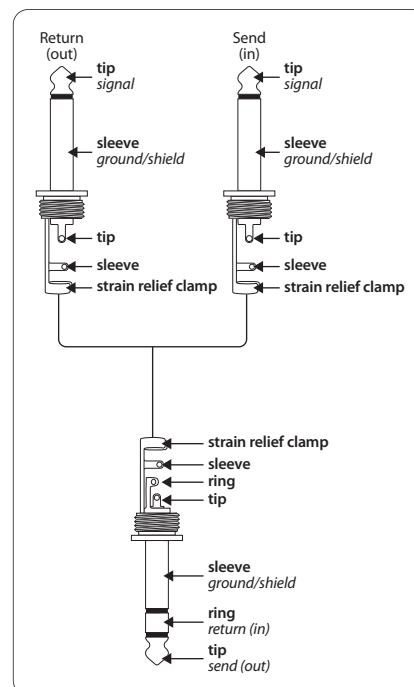 Return
(out)
tip
signal
sleeve
ground/shield
tip
sleeve
strain relief clamp
Send
(in)
tip
signal
sleeve
ground/shield
tip
sleeve
strain relief clamp
strain relief clamp
sleeve
ring
tip
sleeve
ground/shield
ring
return (in)
tip
send (out)